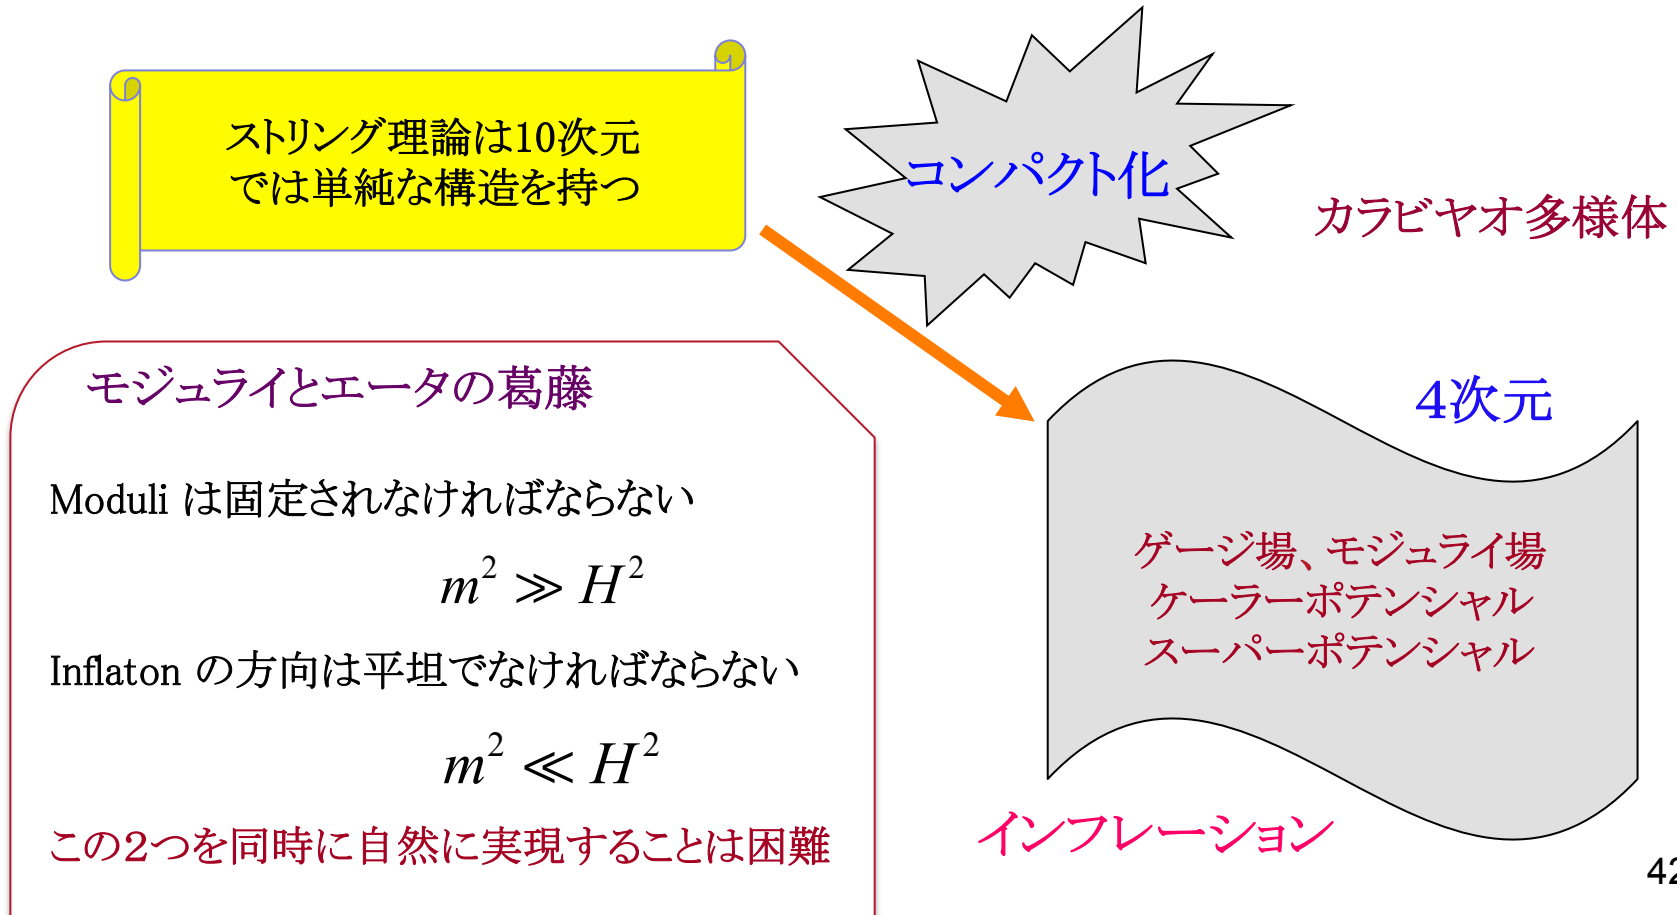 ストリング理論は10次元
では単純な構造を持つ
コンパクト化
カラビヤオ多様体
モジュライとエータの葛藤
Moduli は固定されなければならない
m² ≫ H²
Inflaton の方向は平坦でなければならない
m² ≪ H²
この2つを同時に自然に実現することは困難
4次元
ゲージ場、モジュライ場
ケーラーポテンシャル
スーパーポテンシャル
インフレーション
42